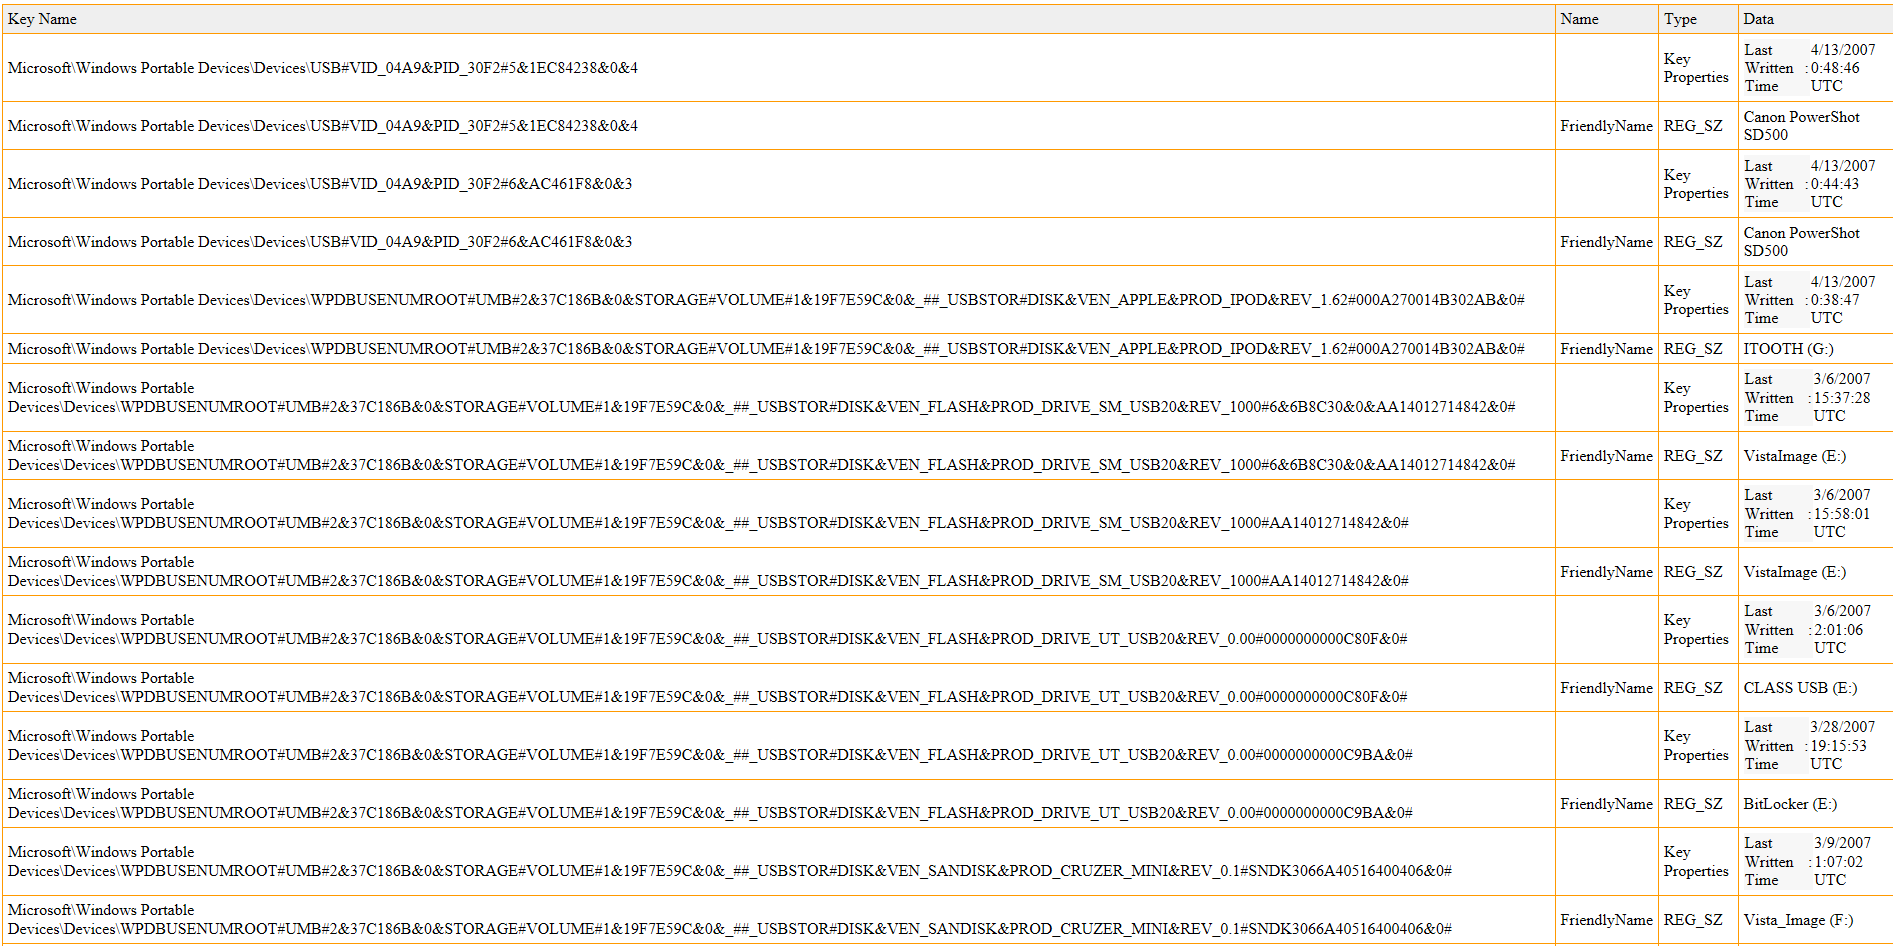 Key Name Name Type Data
Microsoft\Windows Portable Devices\Devices\USB#VID_04A9&PID_30F2#5&1EC84238&0&4 Key Properties Last Written Time : 4/13/2007 0:48:46 UTC
Microsoft\Windows Portable Devices\Devices\USB#VID_04A9&PID_30F2#5&1EC84238&0&4 FriendlyName REG_SZ Canon PowerShot SD500
Microsoft\Windows Portable Devices\Devices\USB#VID_04A9&PID_30F2#6&AC461F8&0&3 Key Properties Last Written Time : 4/13/2007 0:44:43 UTC
Microsoft\Windows Portable Devices\Devices\USB#VID_04A9&PID_30F2#6&AC461F8&0&3 FriendlyName REG_SZ Canon PowerShot SD500
Microsoft\Windows Portable Devices\Devices\WPDBUSENUMROOT#UMB#2&37C186B&0&STORAGE#VOLUME#1&19F7E59C&0&_##_USBSTOR#DISK&VEN_APPLE&PROD_IPOD&REV_1.62#000A270014B302AB&0# Key Properties Last Written Time : 4/13/2007 0:38:47 UTC
Microsoft\Windows Portable Devices\Devices\WPDBUSENUMROOT#UMB#2&37C186B&0&STORAGE#VOLUME#1&19F7E59C&0&_##_USBSTOR#DISK&VEN_APPLE&PROD_IPOD&REV_1.62#000A270014B302AB&0# FriendlyName REG_SZ ITOOTH (G:)
Microsoft\Windows Portable
Devices\Devices\WPDBUSENUMROOT#UMB#2&37C186B&0&STORAGE#VOLUME#1&19F7E59C&0&_##_USBSTOR#DISK&VEN_FLASH&PROD_DRIVE_SM_USB20&REV_1000#6&6B8C30&0&AA14012714842&0# Key Properties Last Written Time : 3/6/2007 15:37:28 UTC
Microsoft\Windows Portable
Devices\Devices\WPDBUSENUMROOT#UMB#2&37C186B&0&STORAGE#VOLUME#1&19F7E59C&0&_##_USBSTOR#DISK&VEN_FLASH&PROD_DRIVE_SM_USB20&REV_1000#6&6B8C30&0&AA14012714842&0# FriendlyName REG_SZ VistaImage (E:)
Microsoft\Windows Portable
Devices\Devices\WPDBUSENUMROOT#UMB#2&37C186B&0&STORAGE#VOLUME#1&19F7E59C&0&_##_USBSTOR#DISK&VEN_FLASH&PROD_DRIVE_SM_USB20&REV_1000#AA14012714842&0# Key Properties Last Written Time : 3/6/2007 15:58:01 UTC
Microsoft\Windows Portable
Devices\Devices\WPDBUSENUMROOT#UMB#2&37C186B&0&STORAGE#VOLUME#1&19F7E59C&0&_##_USBSTOR#DISK&VEN_FLASH&PROD_DRIVE_SM_USB20&REV_1000#AA14012714842&0# FriendlyName REG_SZ VistaImage (E:)
Microsoft\Windows Portable
Devices\Devices\WPDBUSENUMROOT#UMB#2&37C186B&0&STORAGE#VOLUME#1&19F7E59C&0&_##_USBSTOR#DISK&VEN_FLASH&PROD_DRIVE_UT_USB20&REV_0.00#0000000000C80F&0# Key Properties Last Written Time : 3/6/2007 2:01:06 UTC
Microsoft\Windows Portable
Devices\Devices\WPDBUSENUMROOT#UMB#2&37C186B&0&STORAGE#VOLUME#1&19F7E59C&0&_##_USBSTOR#DISK&VEN_FLASH&PROD_DRIVE_UT_USB20&REV_0.00#0000000000C80F&0# FriendlyName REG_SZ CLASS USB (E:)
Microsoft\Windows Portable
Devices\Devices\WPDBUSENUMROOT#UMB#2&37C186B&0&STORAGE#VOLUME#1&19F7E59C&0&_##_USBSTOR#DISK&VEN_FLASH&PROD_DRIVE_UT_USB20&REV_0.00#0000000000C9BA&0# Key Properties Last Written Time : 3/28/2007 19:15:53 UTC
Microsoft\Windows Portable
Devices\Devices\WPDBUSENUMROOT#UMB#2&37C186B&0&STORAGE#VOLUME#1&19F7E59C&0&_##_USBSTOR#DISK&VEN_FLASH&PROD_DRIVE_UT_USB20&REV_0.00#0000000000C9BA&0# FriendlyName REG_SZ BitLocker (E:)
Microsoft\Windows Portable
Devices\Devices\WPDBUSENUMROOT#UMB#2&37C186B&0&STORAGE#VOLUME#1&19F7E59C&0&_##_USBSTOR#DISK&VEN_SANDISK&PROD_CRUZER_MINI&REV_0.1#SNDK3066A40516400406&0# Key Properties Last Written Time : 3/9/2007 1:07:02 UTC
Microsoft\Windows Portable
Devices\Devices\WPDBUSENUMROOT#UMB#2&37C186B&0&STORAGE#VOLUME#1&19F7E59C&0&_##_USBSTOR#DISK&VEN_SANDISK&PROD_CRUZER_MINI&REV_0.1#SNDK3066A40516400406&0# FriendlyName REG_SZ Vista_Image (F:)